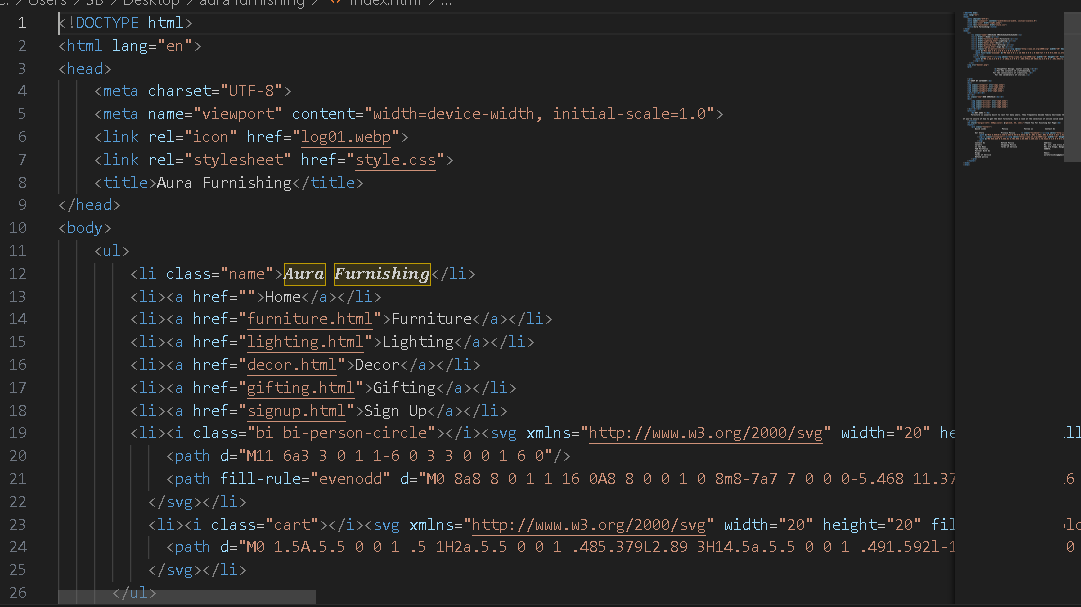 Users > SB > Desktop > aura furnishing > <> index.html > ...
1 <!DOCTYPE html>
2 <html lang="en">
3 <head>
4 <meta charset="UTF-8">
5 <meta name="viewport" content="width=device-width, initial-scale=1.0">
6 <link rel="icon" href="log01.webp">
7 <link rel="stylesheet" href="style.css">
8 <title>Aura Furnishing</title>
9 </head>
10 <body>
11 <ul>
12 <li class="name">𝑨𝒖𝒓𝒂 𝑭𝒖𝒓𝒏𝒊𝒔𝒉𝒊𝒏𝒈</li>
13 <li><a href="">Home</a></li>
14 <li><a href="furniture.html">Furniture</a></li>
15 <li><a href="lighting.html">Lighting</a></li>
16 <li><a href="decor.html">Decor</a></li>
17 <li><a href="gifting.html">Gifting</a></li>
18 <li><a href="signup.html">Sign Up</a></li>
19 <li><i class="bi bi-person-circle"></i><svg xmlns="http://www.w3.org/2000/svg" width="20" he
20 <path d="M11 6a3 3 0 1 1-6 0 3 3 0 0 1 6 0"/>
21 <path fill-rule="evenodd" d="M0 8a8 8 0 1 1 16 0A8 8 0 0 1 0 8m8-7a7 7 0 0 0-5.468 11.37
22 </svg></li>
23 <li><i class="cart"></i><svg xmlns="http://www.w3.org/2000/svg" width="20" height="20" fil
24 <path d="M0 1.5A.5.5 0 0 1 .5 1H2a.5.5 0 0 1 .485.379L2.89 3H14.5a.5.5 0 0 1 .491.592l-1
25 </svg></li>
26 </ul>